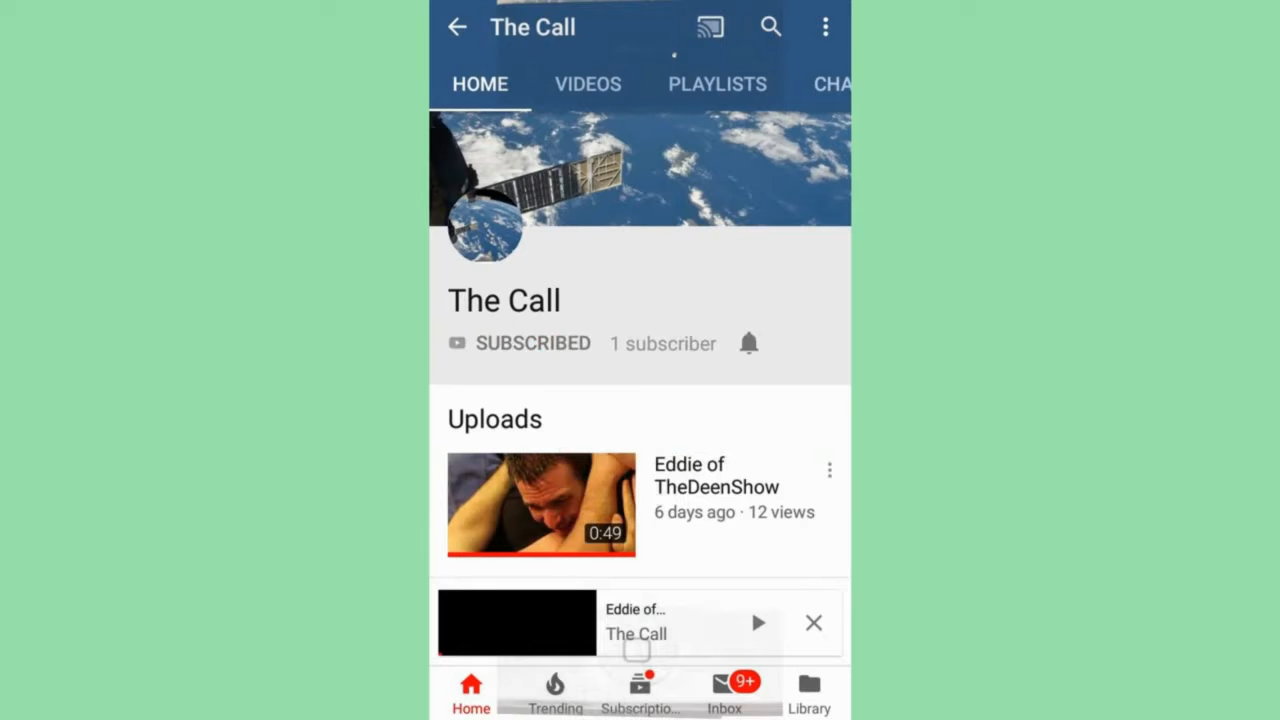 The Call
HOME VIDEOS PLAYLISTS CHA
The Call
SUBSCRIBED 1 subscriber
Uploads
Eddie of
TheDeenShow
6 days ago · 12 views
0:49
Eddie of...
The Call
9+
Home Trending Subscriptio... Inbox Library